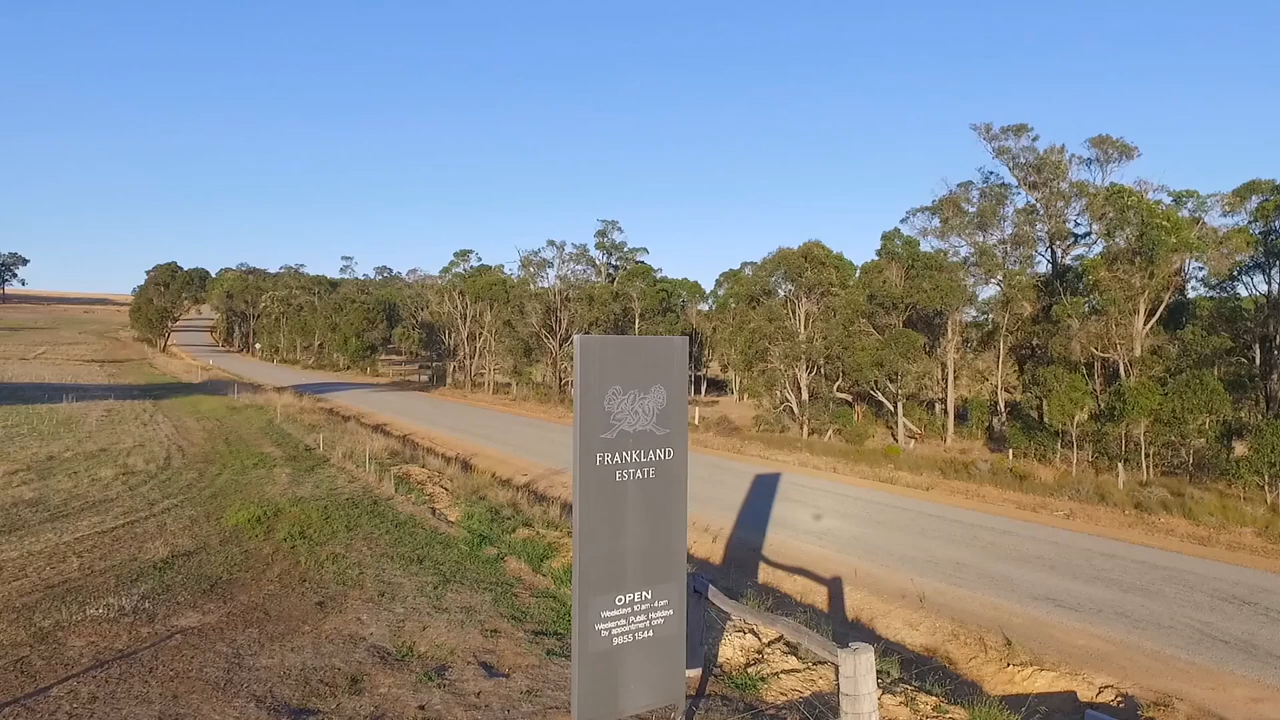 FRANKLAND
ESTATE
OPEN
Weekdays 10am-4pm
Weekends/Public Holidays
by appointment only
9855 1544